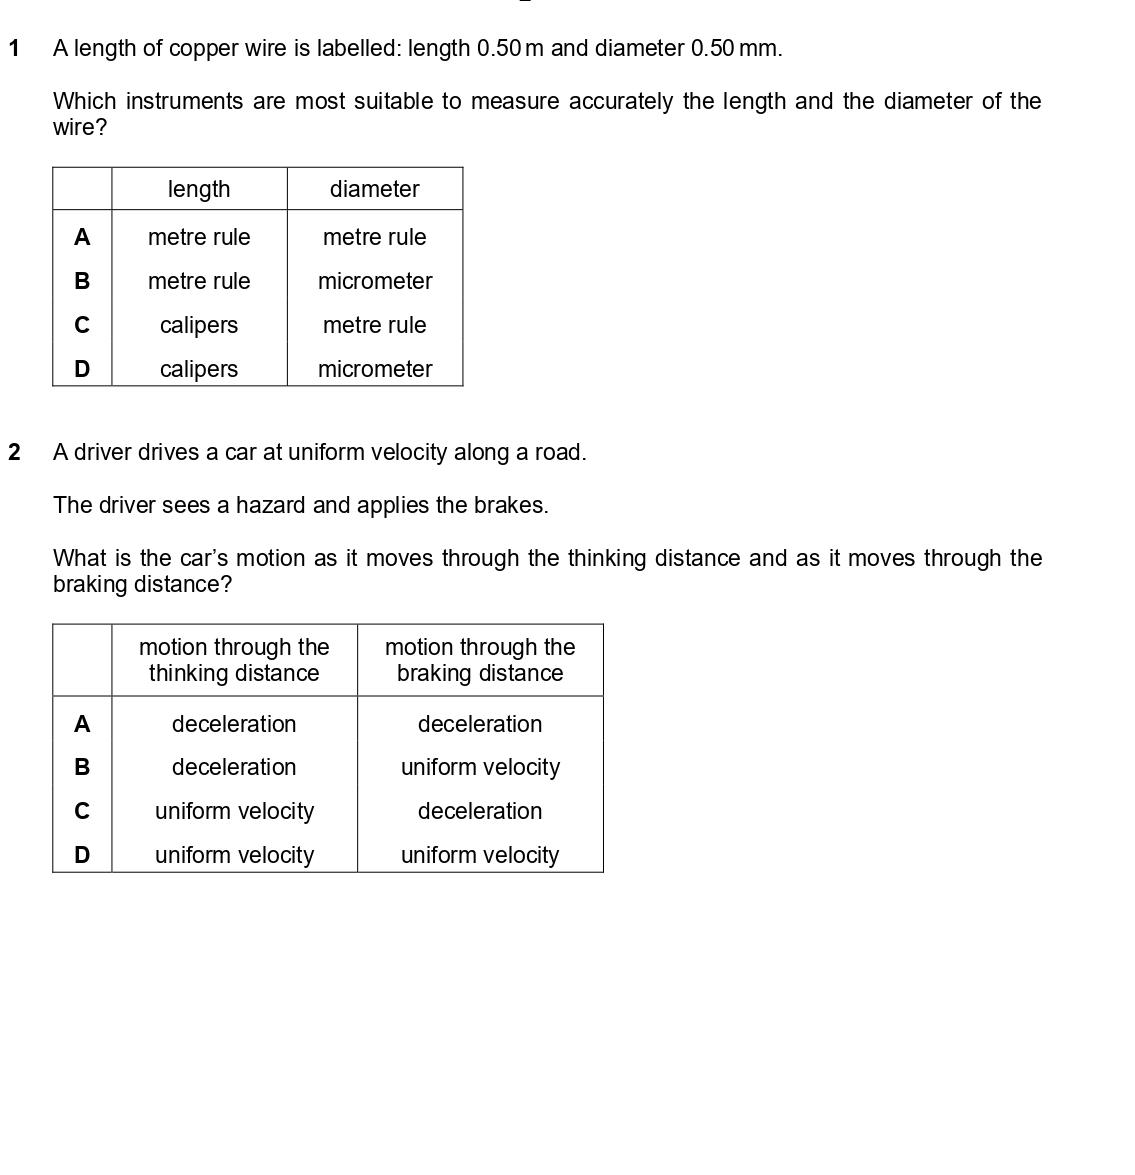 1 A length of copper wire is labelled: length 0.50 m and diameter 0.50 mm.
Which instruments are most suitable to measure accurately the length and the diameter of the
wire?
length diameter
A metre rule metre rule
B metre rule micrometer
C calipers metre rule
D calipers micrometer
2 A driver drives a car at uniform velocity along a road.
The driver sees a hazard and applies the brakes.
What is the car’s motion as it moves through the thinking distance and as it moves through the
braking distance?
motion through the motion through the
thinking distance braking distance
A deceleration deceleration
B deceleration uniform velocity
C uniform velocity deceleration
D uniform velocity uniform velocity